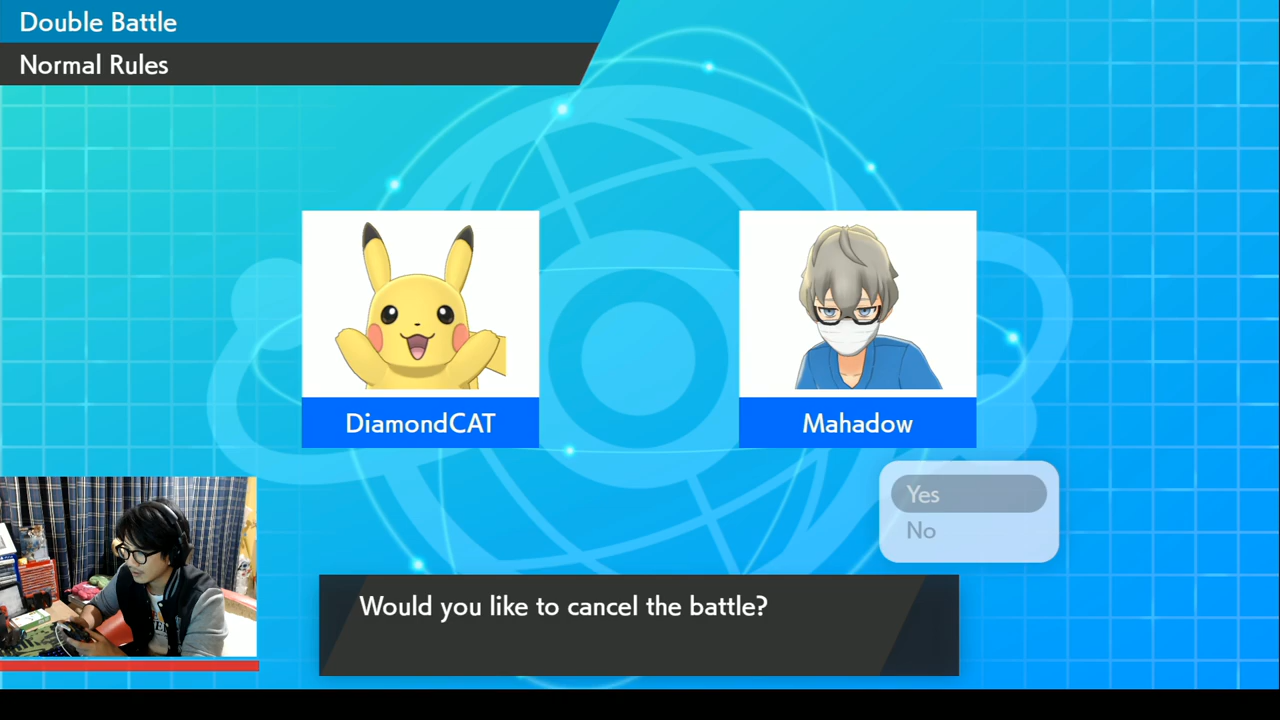 Double Battle
Normal Rules
DiamondCAT
Mahadow
Yes
No
Would you like to cancel the battle?